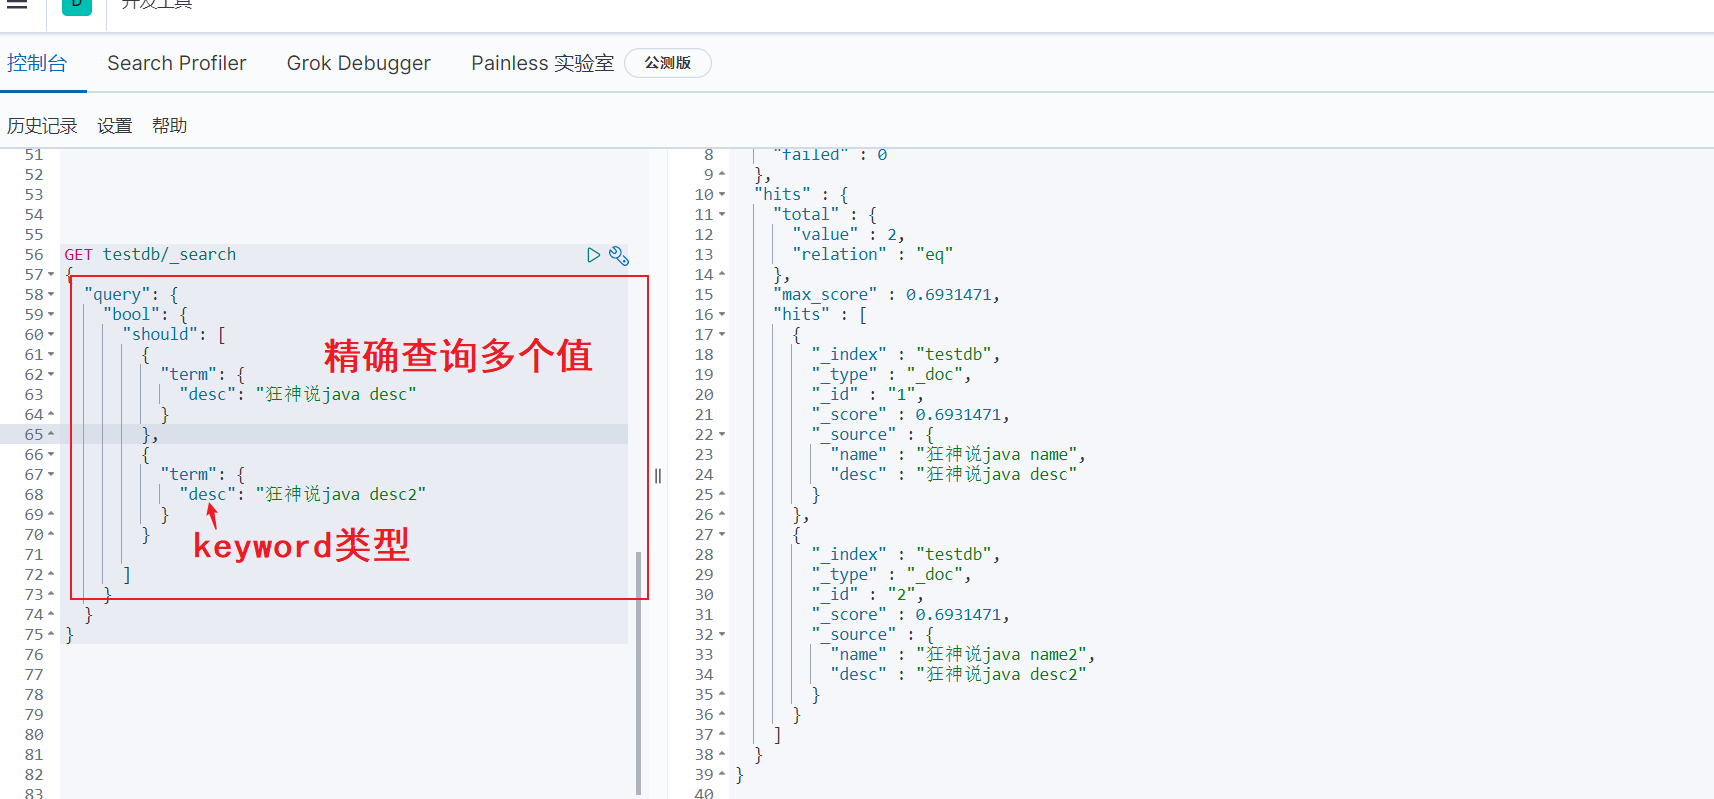 D 开发工具
控制台 Search Profiler Grok Debugger Painless 实验室 公测版
历史记录 设置 帮助
51
52
53
54
55
56 GET testdb/_search
57 {
58 "query": {
59 "bool": {
60 "should": [
61 {
62 "term": {
63 "desc": "狂神说java desc"
64 }
65 },
66 {
67 "term": {
68 "desc": "狂神说java desc2"
69 }
70 }
71
72 ]
73 }
74 }
75 }
76
77
78
79
80
81
82
83
精确查询多个值
keyword类型
8 "failed" : 0
9 },
10 "hits" : {
11 "total" : {
12 "value" : 2,
13 "relation" : "eq"
14 },
15 "max_score" : 0.6931471,
16 "hits" : [
17 {
18 "_index" : "testdb",
19 "_type" : "_doc",
20 "_id" : "1",
21 "_score" : 0.6931471,
22 "_source" : {
23 "name" : "狂神说java name",
24 "desc" : "狂神说java desc"
25 }
26 },
27 {
28 "_index" : "testdb",
29 "_type" : "_doc",
30 "_id" : "2",
31 "_score" : 0.6931471,
32 "_source" : {
33 "name" : "狂神说java name2",
34 "desc" : "狂神说java desc2"
35 }
36 }
37 ]
38 }
39 }
40